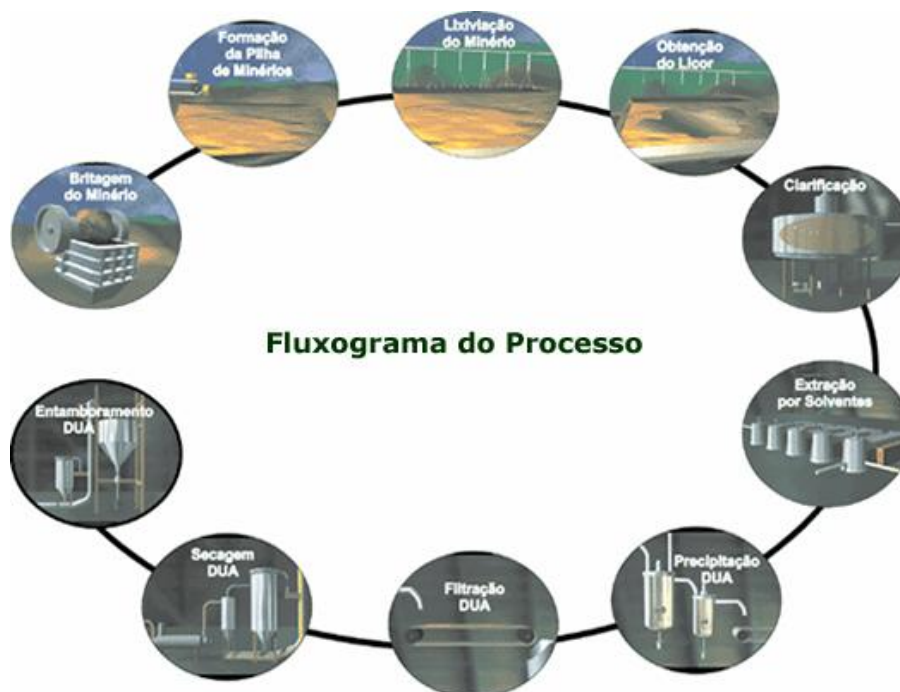 Formação
da Pilha
de Minérios
Lixiviação
do Minério
Obtenção
do Licor
Britagem
do Minério
Clarificação
Fluxograma do Processo
Extração
por Solventes
Entamboramento
DUA
Secagem
DUA
Filtração
DUA
Precipitação
DUA